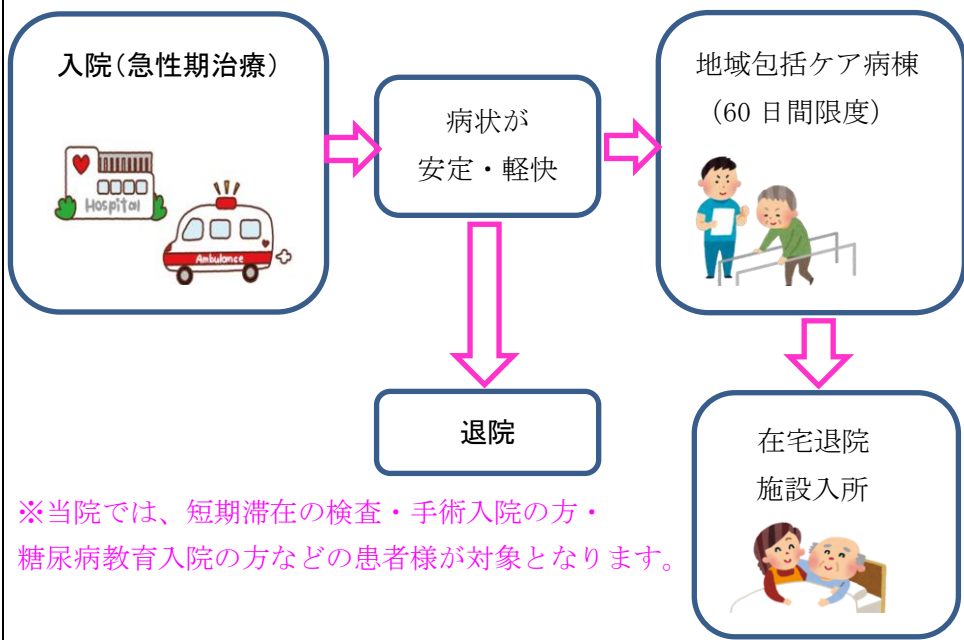 入院（急性期治療）
Hospital
Ambulance
病状が
安定・軽快
地域包括ケア病棟
（60 日間限度）
退院
在宅退院
施設入所
※当院では、短期滞在の検査・手術入院の方・
糖尿病教育入院の方などの患者様が対象となります。